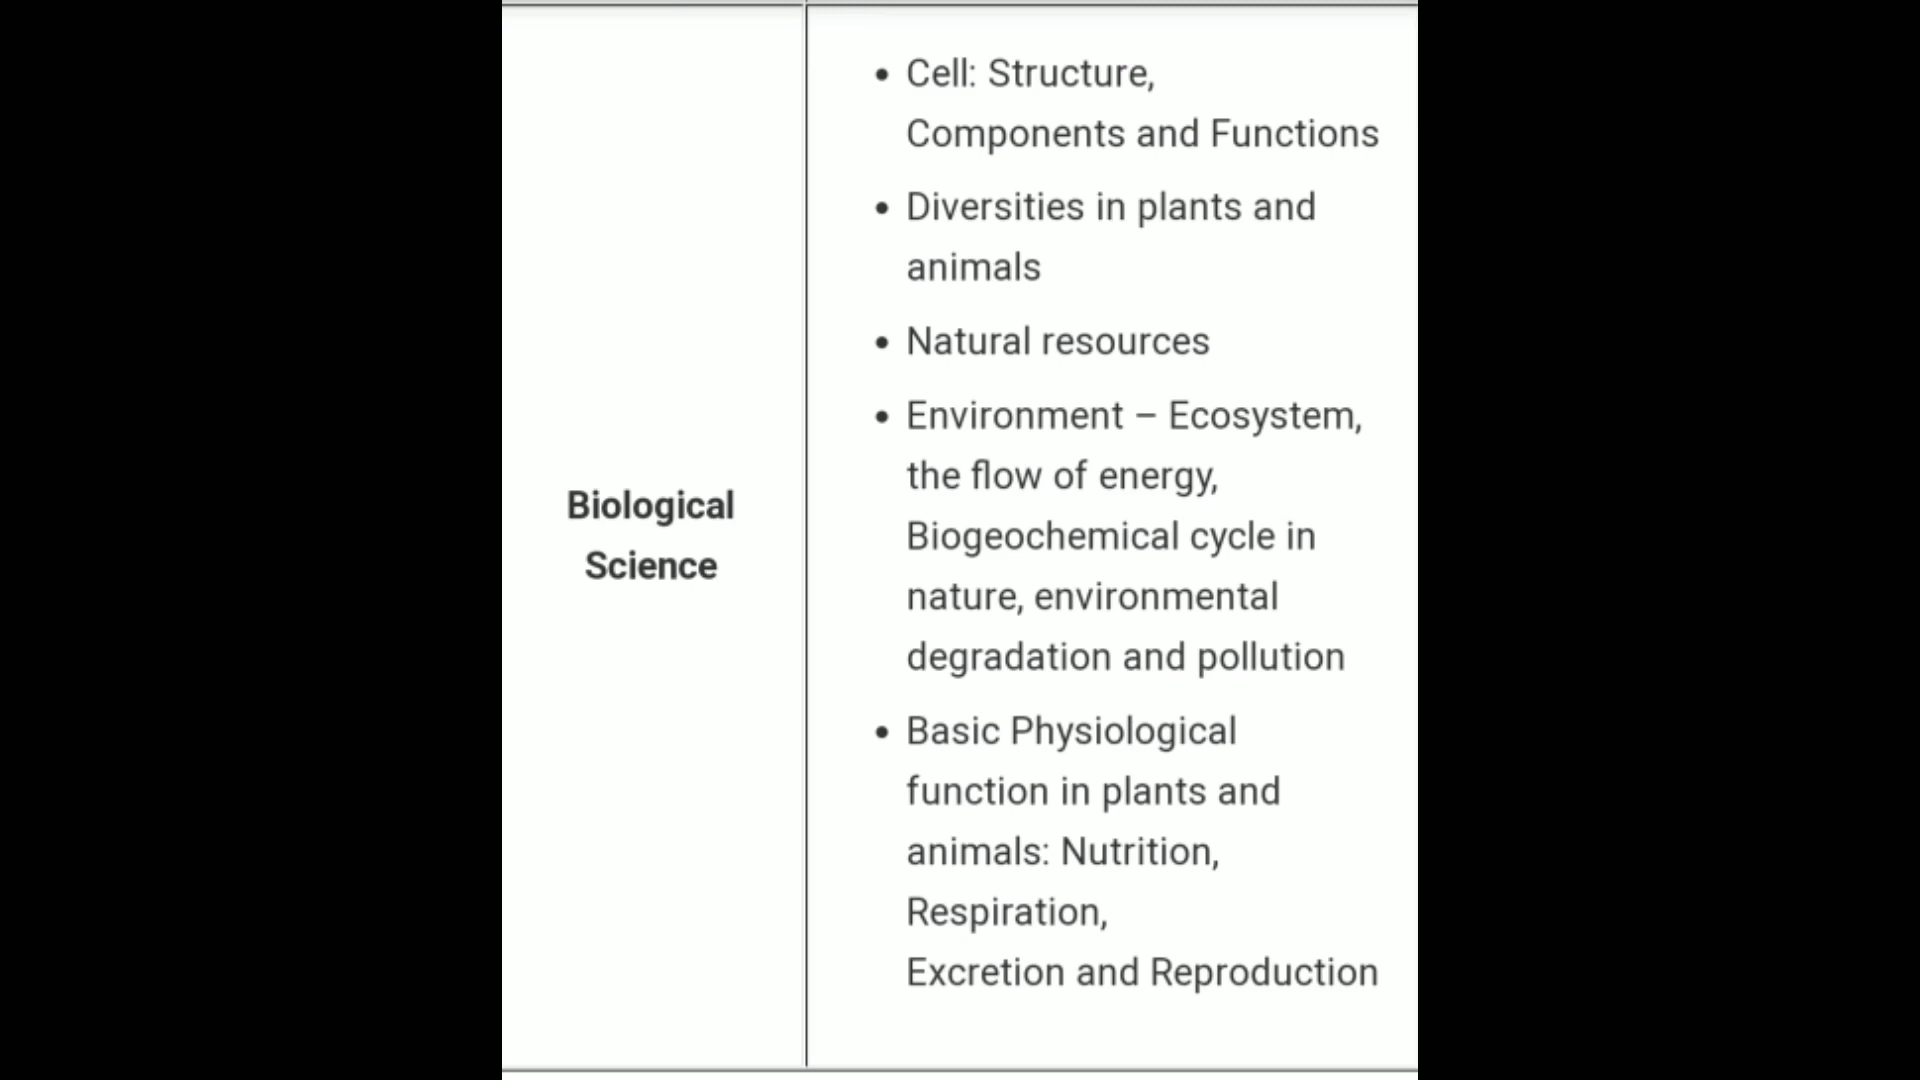 Biological
Science
• Cell: Structure,
Components and Functions
• Diversities in plants and
animals
• Natural resources
• Environment – Ecosystem,
the flow of energy,
Biogeochemical cycle in
nature, environmental
degradation and pollution
• Basic Physiological
function in plants and
animals: Nutrition,
Respiration,
Excretion and Reproduction